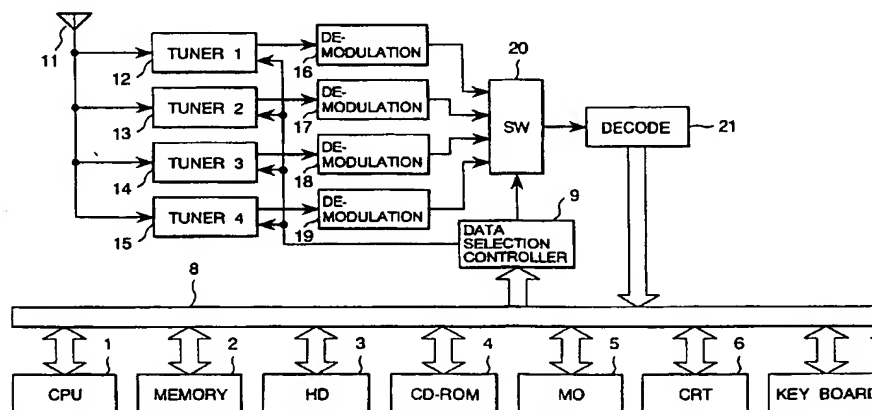 11
TUNER 1
12
DE-
MODULATION
16
TUNER 2
13
DE-
MODULATION
17
TUNER 3
14
DE-
MODULATION
18
TUNER 4
15
DE-
MODULATION
19
20
SW
DECODE
21
9
DATA
SELECTION
CONTROLLER
8
1
CPU
2
MEMORY
3
HD
4
CD-ROM
5
MO
6
CRT
KEY BOARD